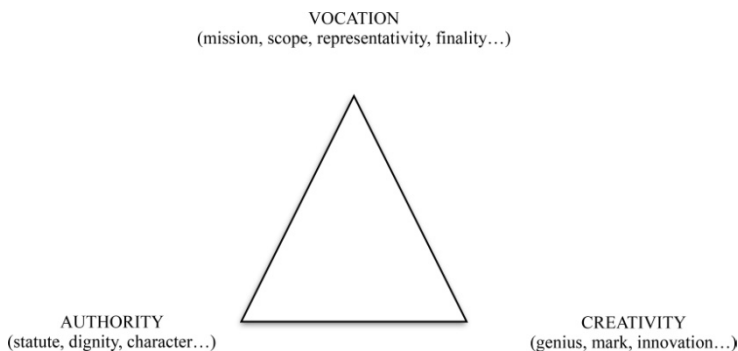 VOCATION
(mission, scope, representativity, finality…)
AUTHORITY
(statute, dignity, character…)
CREATIVITY
(genius, mark, innovation…)